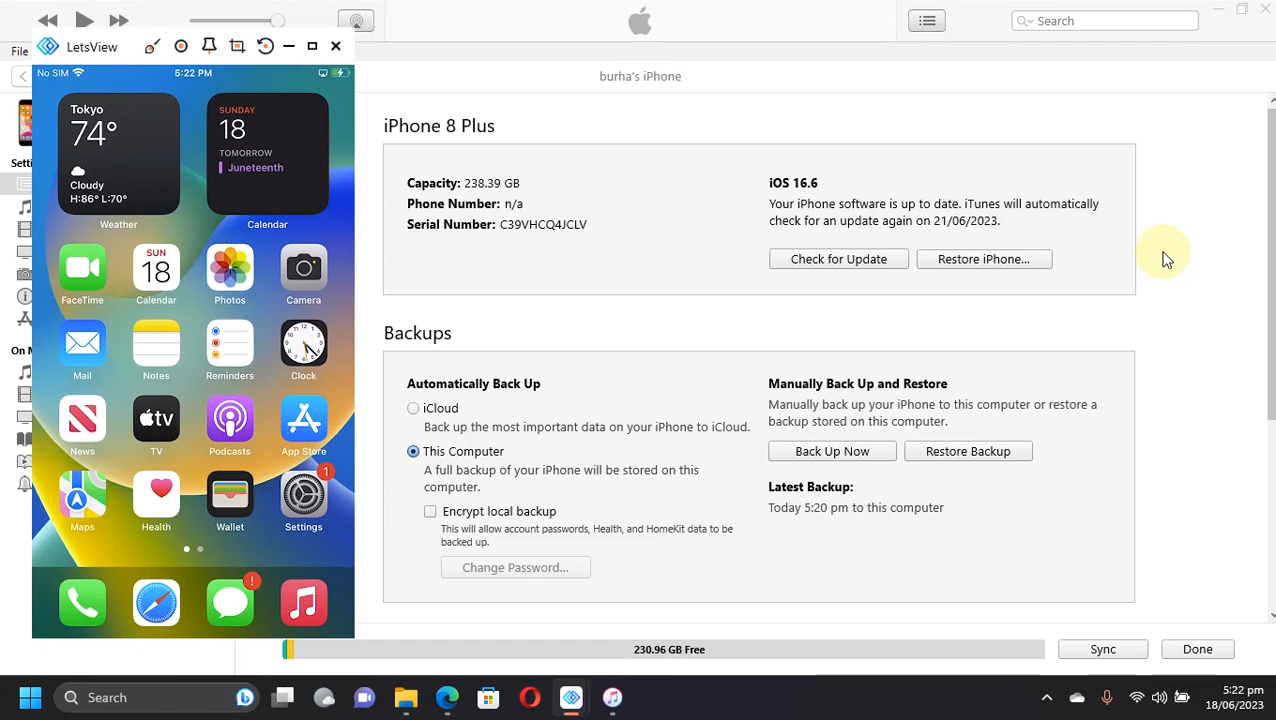 Search
File
LetsView
burha's iPhone
No SIM
5:22 PM
Tokyo
74°
Cloudy
H:86° L:70°
Weather
SUNDAY
18
TOMORROW
Juneteenth
Calendar
FaceTime
SUN
18
Calendar
Photos
Camera
Mail
Notes
Reminders
Clock
News
tv
TV
Podcasts
App Store
Maps
Health
Wallet
1
Settings
!
Setti
On M
iPhone 8 Plus
Capacity: 238.39 GB
Phone Number: n/a
Serial Number: C39VHCQ4JCLV
iOS 16.6
Your iPhone software is up to date. iTunes will automatically
check for an update again on 21/06/2023.
Check for Update
Restore iPhone...
Backups
Automatically Back Up
iCloud
Back up the most important data on your iPhone to iCloud.
This Computer
A full backup of your iPhone will be stored on this
computer.
Encrypt local backup
This will allow account passwords, Health, and HomeKit data to be
backed up.
Change Password...
Manually Back Up and Restore
Manually back up your iPhone to this computer or restore a
backup stored on this computer.
Back Up Now
Restore Backup
Latest Backup:
Today 5:20 pm to this computer
230.96 GB Free
Sync
Done
Search
5:22 pm
18/06/2023